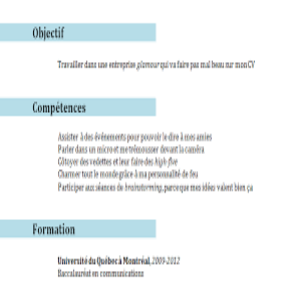 Objectif
Travailler dans une entreprise glamour qui va faire pas mal beau sur mon CV
Compétences
Assister à des événements pour pouvoir le dire à mes amies
Parler dans un micro et me trémousser devant la caméra
Côtoyer des vedettes et leur faire des high-five
Charmer tout le monde grâce à ma personnalité de feu
Participer aux séances de brainstorming, parce que mes idées valent bien ça
Formation
Université du Québec à Montréal, 2009-2012
Baccalauréat en communications